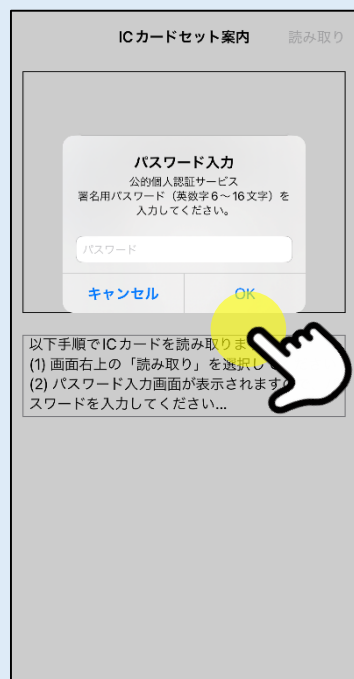 ICカードセット案内 読み取り
パスワード入力
公的個人認証サービス
署名用パスワード（英数字6～16文字）を
入力してください。
パスワード
キャンセル OK
以下手順でICカードを読み取りま
(1) 画面右上の「読み取り」を選択し
(2) パスワード入力画面が表示されます
スワードを入力してください...